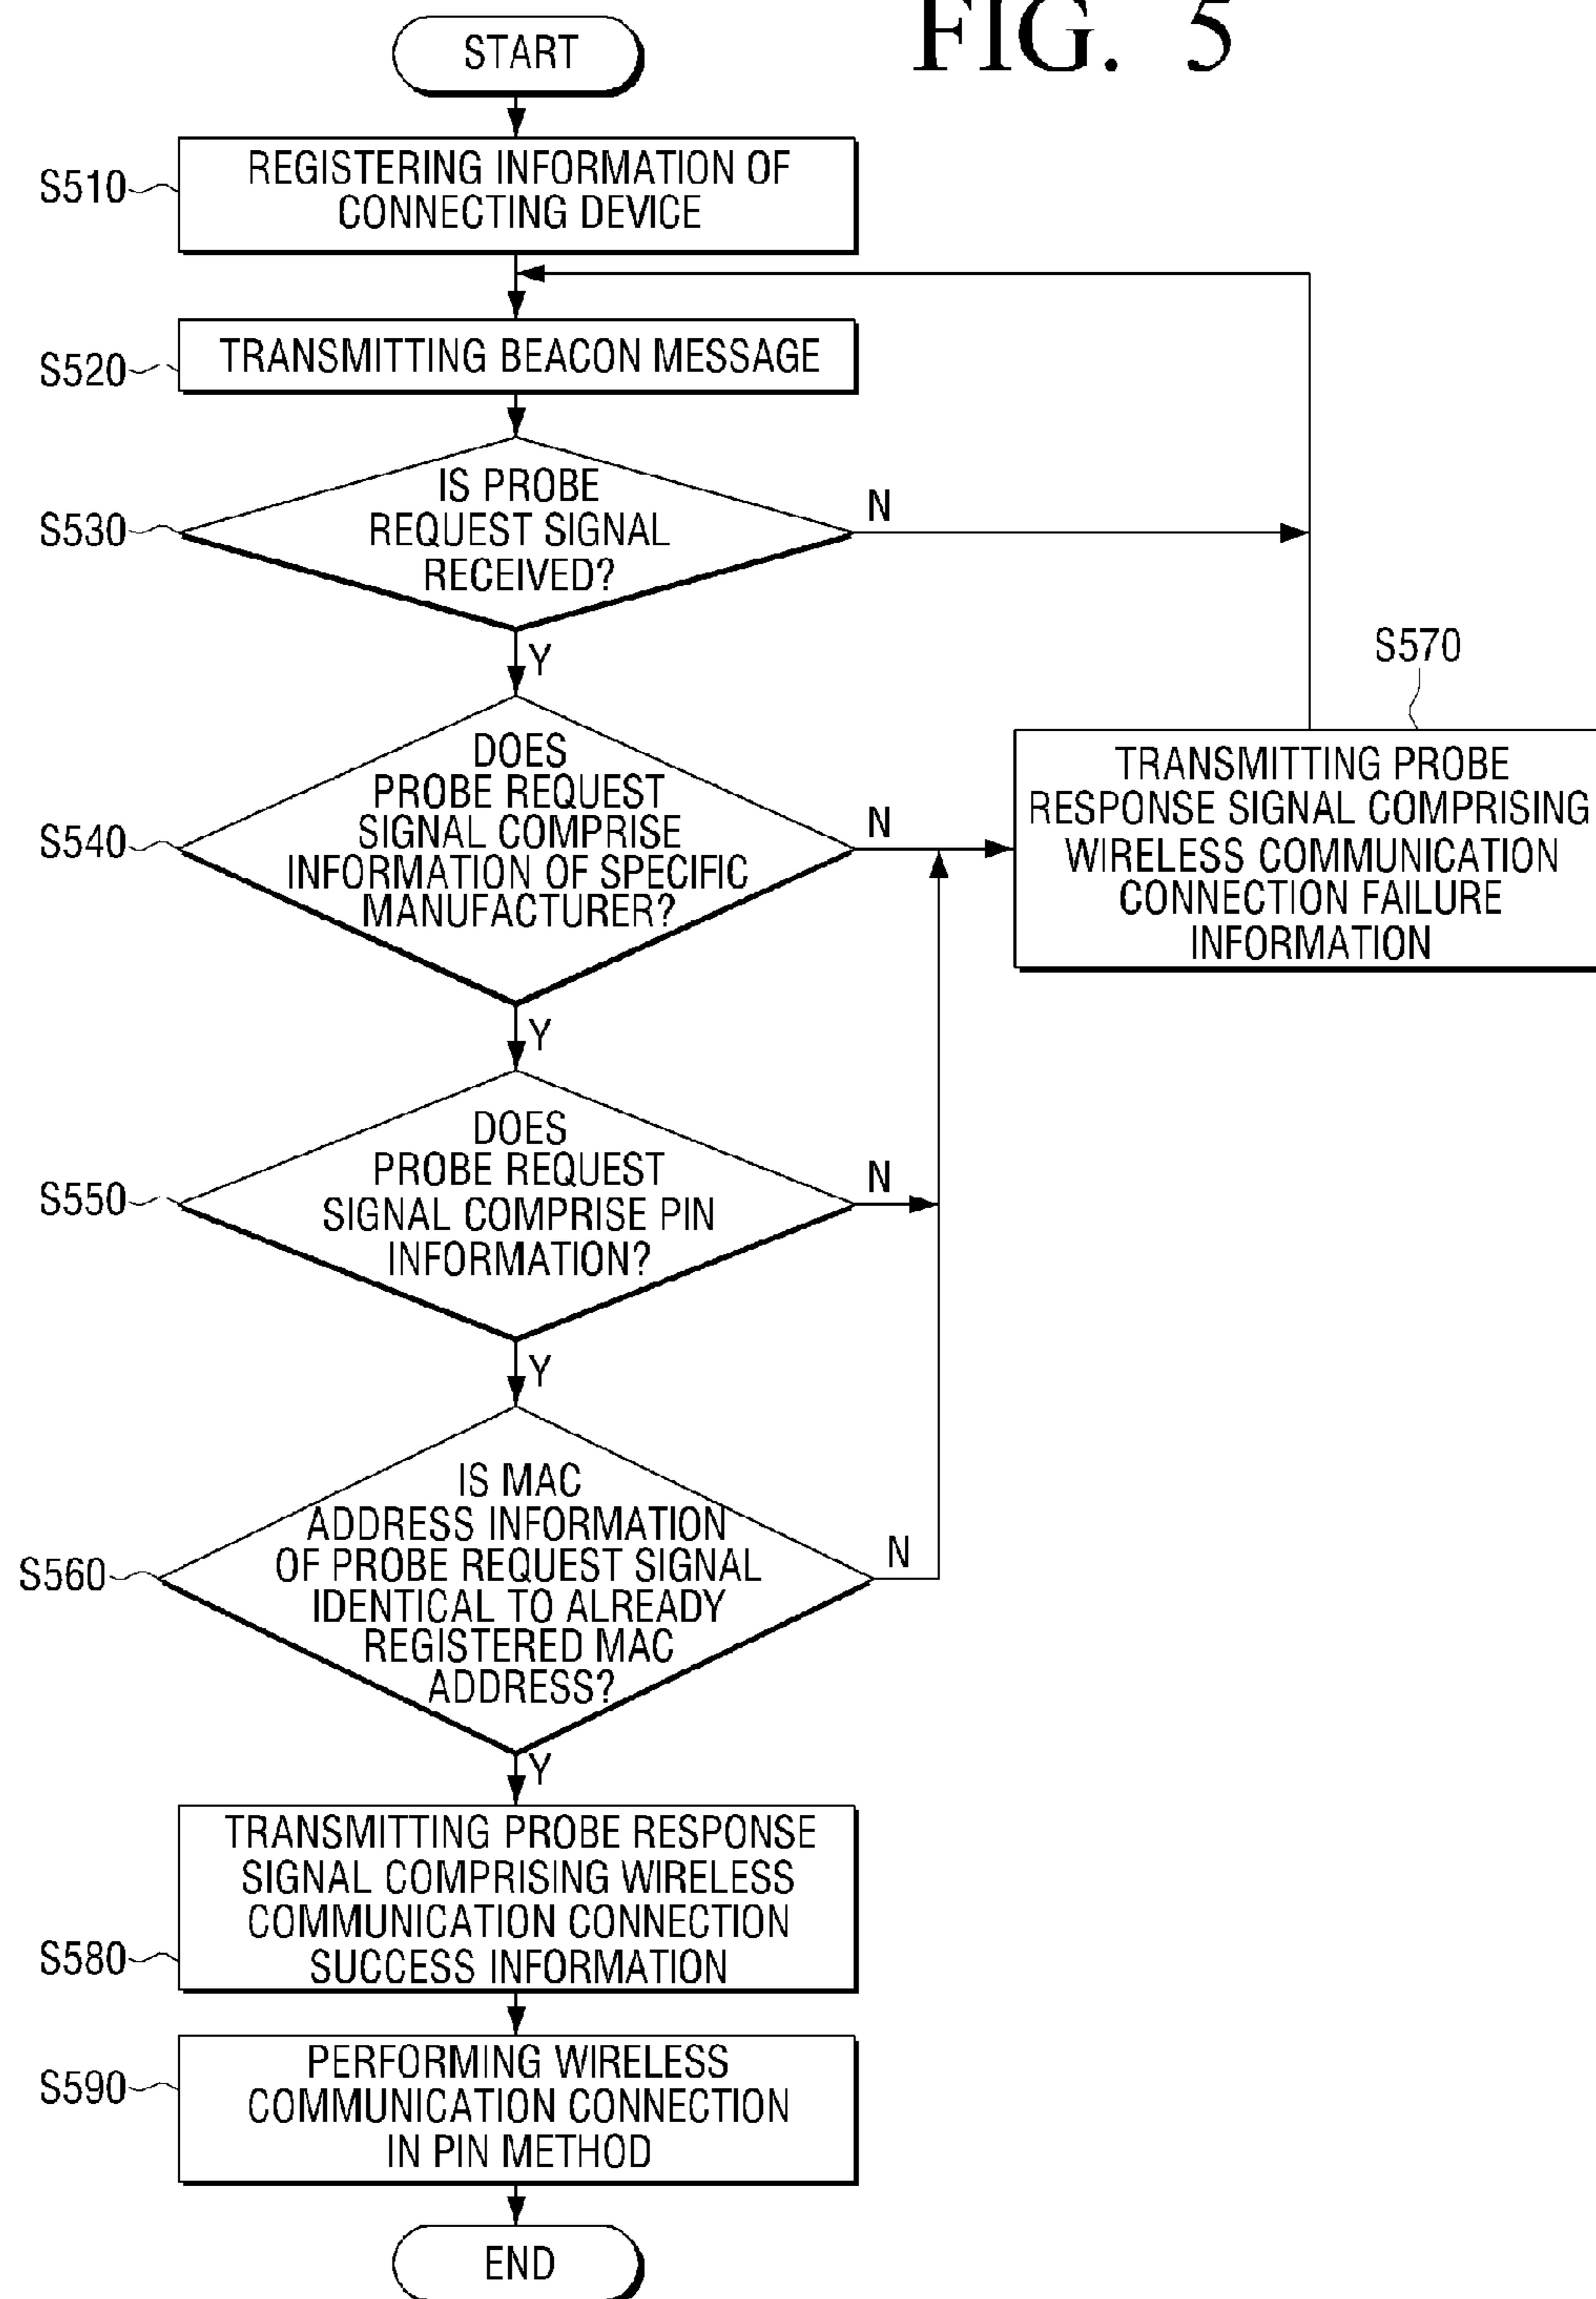 FIG. 5
START
S510
REGISTERING INFORMATION OF
CONNECTING DEVICE
S520
TRANSMITTING BEACON MESSAGE
S530
IS PROBE
REQUEST SIGNAL
RECEIVED?
N
Y
S540
DOES
PROBE REQUEST
SIGNAL COMPRISE
INFORMATION OF SPECIFIC
MANUFACTURER?
N
Y
S570
TRANSMITTING PROBE
RESPONSE SIGNAL COMPRISING
WIRELESS COMMUNICATION
CONNECTION FAILURE
INFORMATION
S550
DOES
PROBE REQUEST
SIGNAL COMPRISE PIN
INFORMATION?
N
Y
S560
IS MAC
ADDRESS INFORMATION
OF PROBE REQUEST SIGNAL
IDENTICAL TO ALREADY
REGISTERED MAC
ADDRESS?
N
Y
S580
TRANSMITTING PROBE RESPONSE
SIGNAL COMPRISING WIRELESS
COMMUNICATION CONNECTION
SUCCESS INFORMATION
S590
PERFORMING WIRELESS
COMMUNICATION CONNECTION
IN PIN METHOD
END